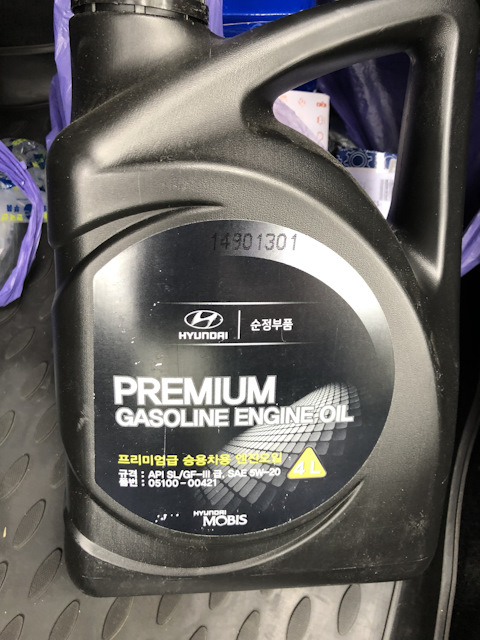 14901301
HYUNDAI
순정부품
PREMIUM
GASOLINE ENGINE OIL
프리미엄급 승용차용 엔진오일
규격 : API SL/GF-III 급, SAE 5W-20
품번 : 05100-00421
4L
HYUNDAI
MOBIS